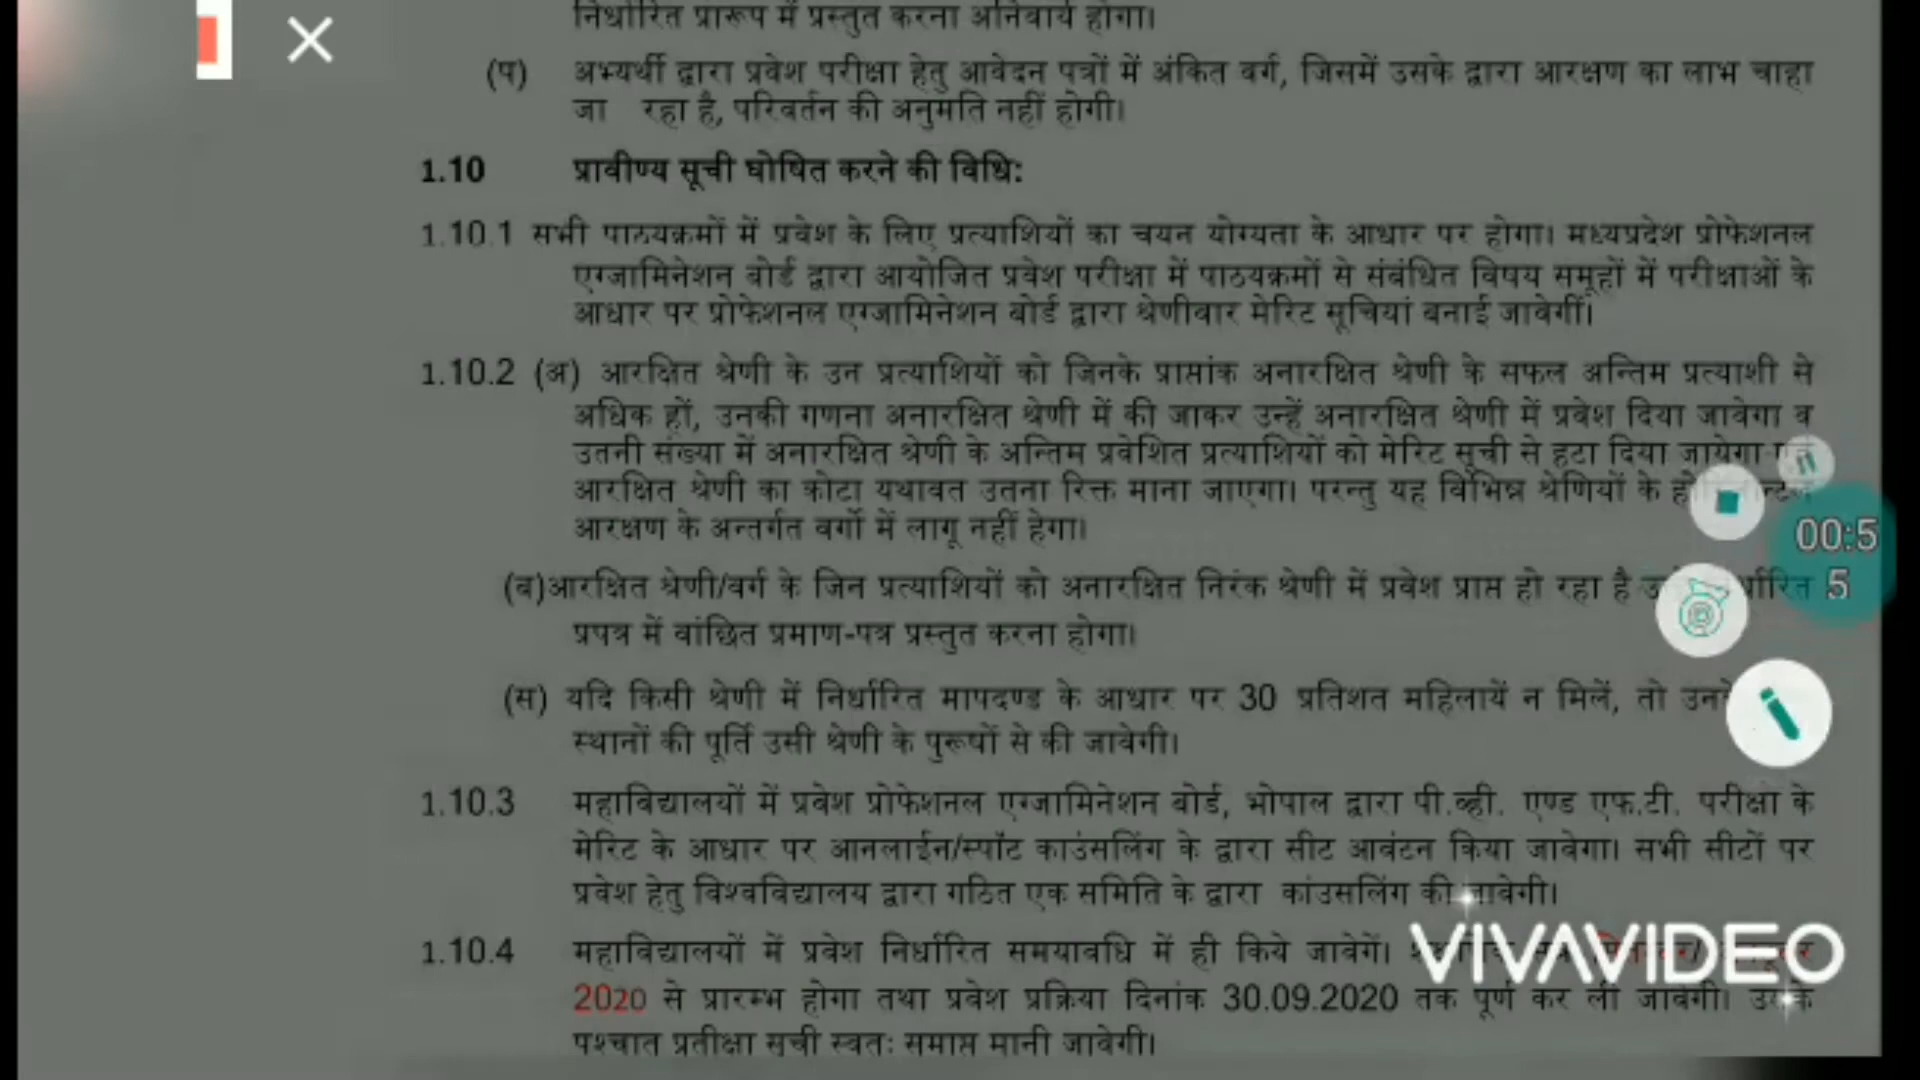 निर्धारित प्रारूप में प्रस्तुत करना अनिवार्य होगा।
(प) अभ्यर्थी द्वारा प्रवेश परीक्षा हेतु आवेदन पत्रों में अंकित वर्ग, जिसमें उसके द्वारा आरक्षण का लाभ चाहा
जा रहा है, परिवर्तन की अनुमति नहीं होगी।
1.10 प्रावीण्य सूची घोषित करने की विधि:
1.10.1 सभी पाठयक्रमों में प्रवेश के लिए प्रत्याशियों का चयन योग्यता के आधार पर होगा। मध्यप्रदेश प्रोफेशनल
एग्जामिनेशन बोर्ड द्वारा आयोजित प्रवेश परीक्षा में पाठयक्रमों से संबंधित विषय समूहों में परीक्षाओं के
आधार पर प्रोफेशनल एग्जामिनेशन बोर्ड द्वारा श्रेणीवार मेरिट सूचियां बनाई जावेगीं।
1.10.2 (अ) आरक्षित श्रेणी के उन प्रत्याशियों को जिनके प्राप्तांक अनारक्षित श्रेणी के सफल अन्तिम प्रत्याशी से
अधिक हों, उनकी गणना अनारक्षित श्रेणी में की जाकर उन्हें अनारक्षित श्रेणी में प्रवेश दिया जावेगा व
उतनी संख्या में अनारक्षित श्रेणी के अन्तिम प्रवेशित प्रत्याशियों को मेरिट सूची से हटा दिया जायेगा
आरक्षित श्रेणी का कोटा यथावत उतना रिक्त माना जाएगा। परन्तु यह विभिन्न श्रेणियों के
आरक्षण के अन्तर्गत वर्गो में लागू नहीं हेगा।
00:5
5
(ब)आरक्षित श्रेणी/वर्ग के जिन प्रत्याशियों को अनारक्षित निरंक श्रेणी में प्रवेश प्राप्त हो रहा है
प्रपत्र में वांछित प्रमाण-पत्र प्रस्तुत करना होगा।
(स) यदि किसी श्रेणी में निर्धारित मापदण्ड के आधार पर 30 प्रतिशत महिलायें न मिलें, तो
स्थानों की पूर्ति उसी श्रेणी के पुरूषों से की जावेगी।
1.10.3 महाविद्यालयों में प्रवेश प्रोफेशनल एग्जामिनेशन बोर्ड, भोपाल द्वारा पी.व्ही. एण्ड एफ.टी. परीक्षा के
मेरिट के आधार पर आनलाईन/स्पॉट काउंसलिंग के द्वारा सीट आवंटन किया जावेगा। सभी सीटों पर
प्रवेश हेतु विश्वविद्यालय द्वारा गठित एक समिति के द्वारा कांउसलिंग की जावेगी।
1.10.4 महाविद्यालयों में प्रवेश निर्धारित समयावधि में ही किये जावेगें।
2020 से प्रारम्भ होगा तथा प्रवेश प्रक्रिया दिनांक 30.09.2020 तक पूर्ण कर ली जावेगी।
पश्चात प्रतीक्षा सूची स्वतः समाप्त मानी जावेगी।
VIVAVIDEO